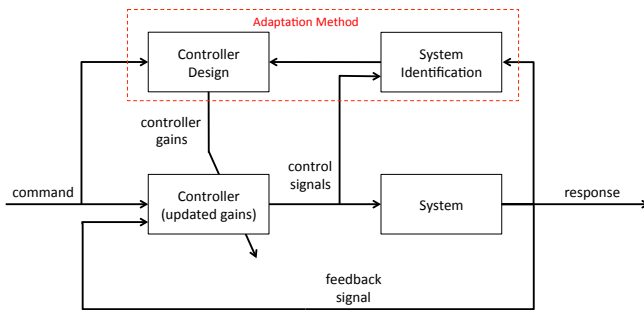 Adaptation Method
Controller
Design
System
Identification
controller
gains
control
signals
command
Controller
(updated gains)
System
response
feedback
signal